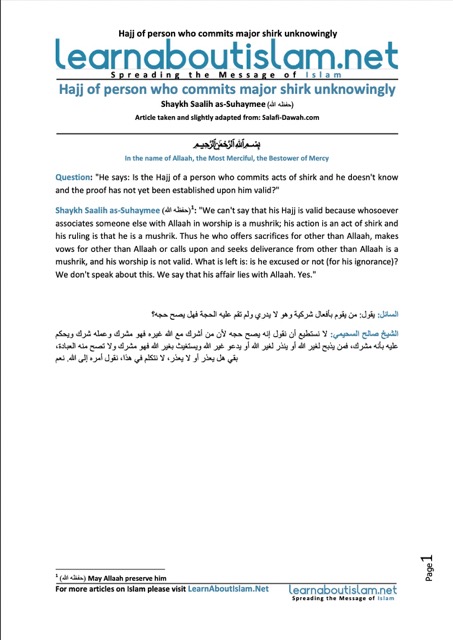 Hajj of person who commits major shirk unknowingly
learnaboutislam.net
Spreading the Message of Islam
Hajj of person who commits major shirk unknowingly
Shaykh Saalih as-Suhaymee (حفظه الله)
Article taken and slightly adapted from: Salafi-Dawah.com
بِسْمِ اللهِ الرَّحْمَنِ الرَّحِيمِ
In the name of Allaah, the Most Merciful, the Bestower of Mercy
Question: "He says: Is the Hajj of a person who commits acts of shirk and he doesn't know
and the proof has not yet been established upon him valid?"
Shaykh Saalih as-Suhaymee (حفظه الله)¹: "We can't say that his Hajj is valid because whosoever
associates someone else with Allaah in worship is a mushrik; his action is an act of shirk and
his ruling is that he is a mushrik. Thus he who offers sacrifices for other than Allaah, makes
vows for other than Allaah or calls upon and seeks deliverance from other than Allaah is a
mushrik, and his worship is not valid. What is left is: is he excused or not (for his ignorance)?
We don't speak about this. We say that his affair lies with Allaah. Yes."
السائل: يقول: من يقوم بأفعال شركية وهو لا يدري ولم تقم عليه الحجة فهل يصح حجه؟
الشيخ صالح السحيمي: لا نستطيع أن نقول إنه يصح حجه لأن من أشرك مع الله غيره فهو مشرك وعمله شرك ويحكم
عليه بأنه مشرك، فمن يذبح لغير الله أو ينذر لغير الله أو يدعو غير الله ويستغيث بغير الله فهو مشرك ولا تصح منه العبادة،
بقي هل يعذر أو لا يعذر، لا نتكلم في هذا، نقول أمره إلى الله. نعم
Page 1
¹ (حفظه الله) May Allaah preserve him
For more articles on Islam please visit LearnAboutIslam.Net
learnaboutislam.net
Spreading the Message of Islam